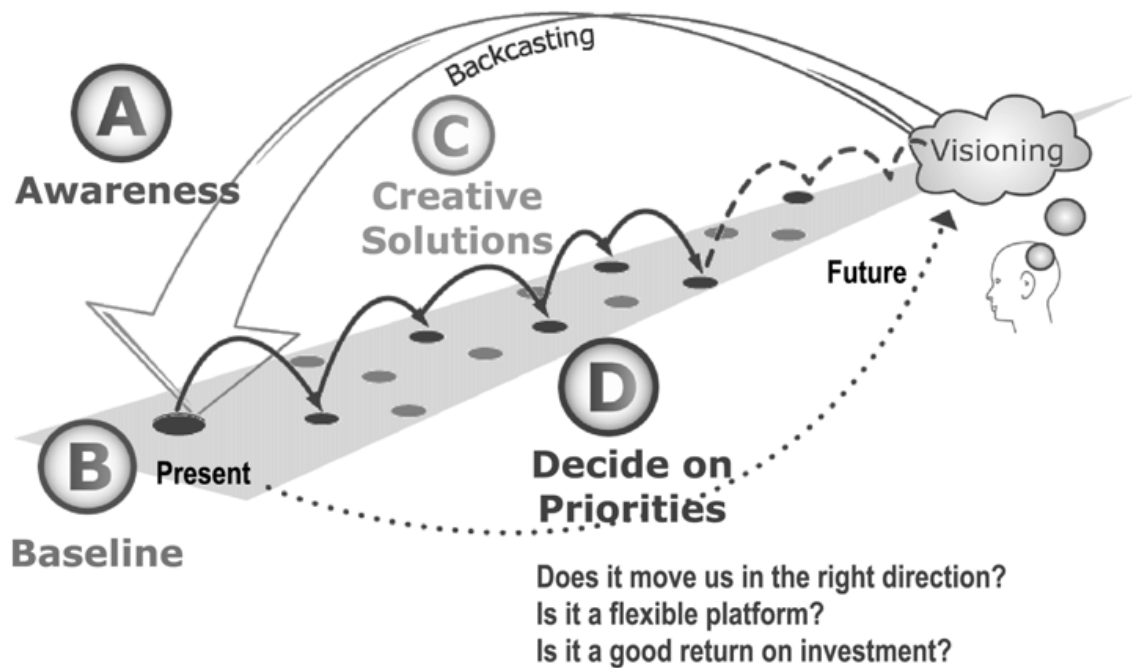 Backcasting
A
Awareness
C
Creative
Solutions
Visioning
Future
B
Present
Baseline
D
Decide on
Priorities
Does it move us in the right direction?
Is it a flexible platform?
Is it a good return on investment?